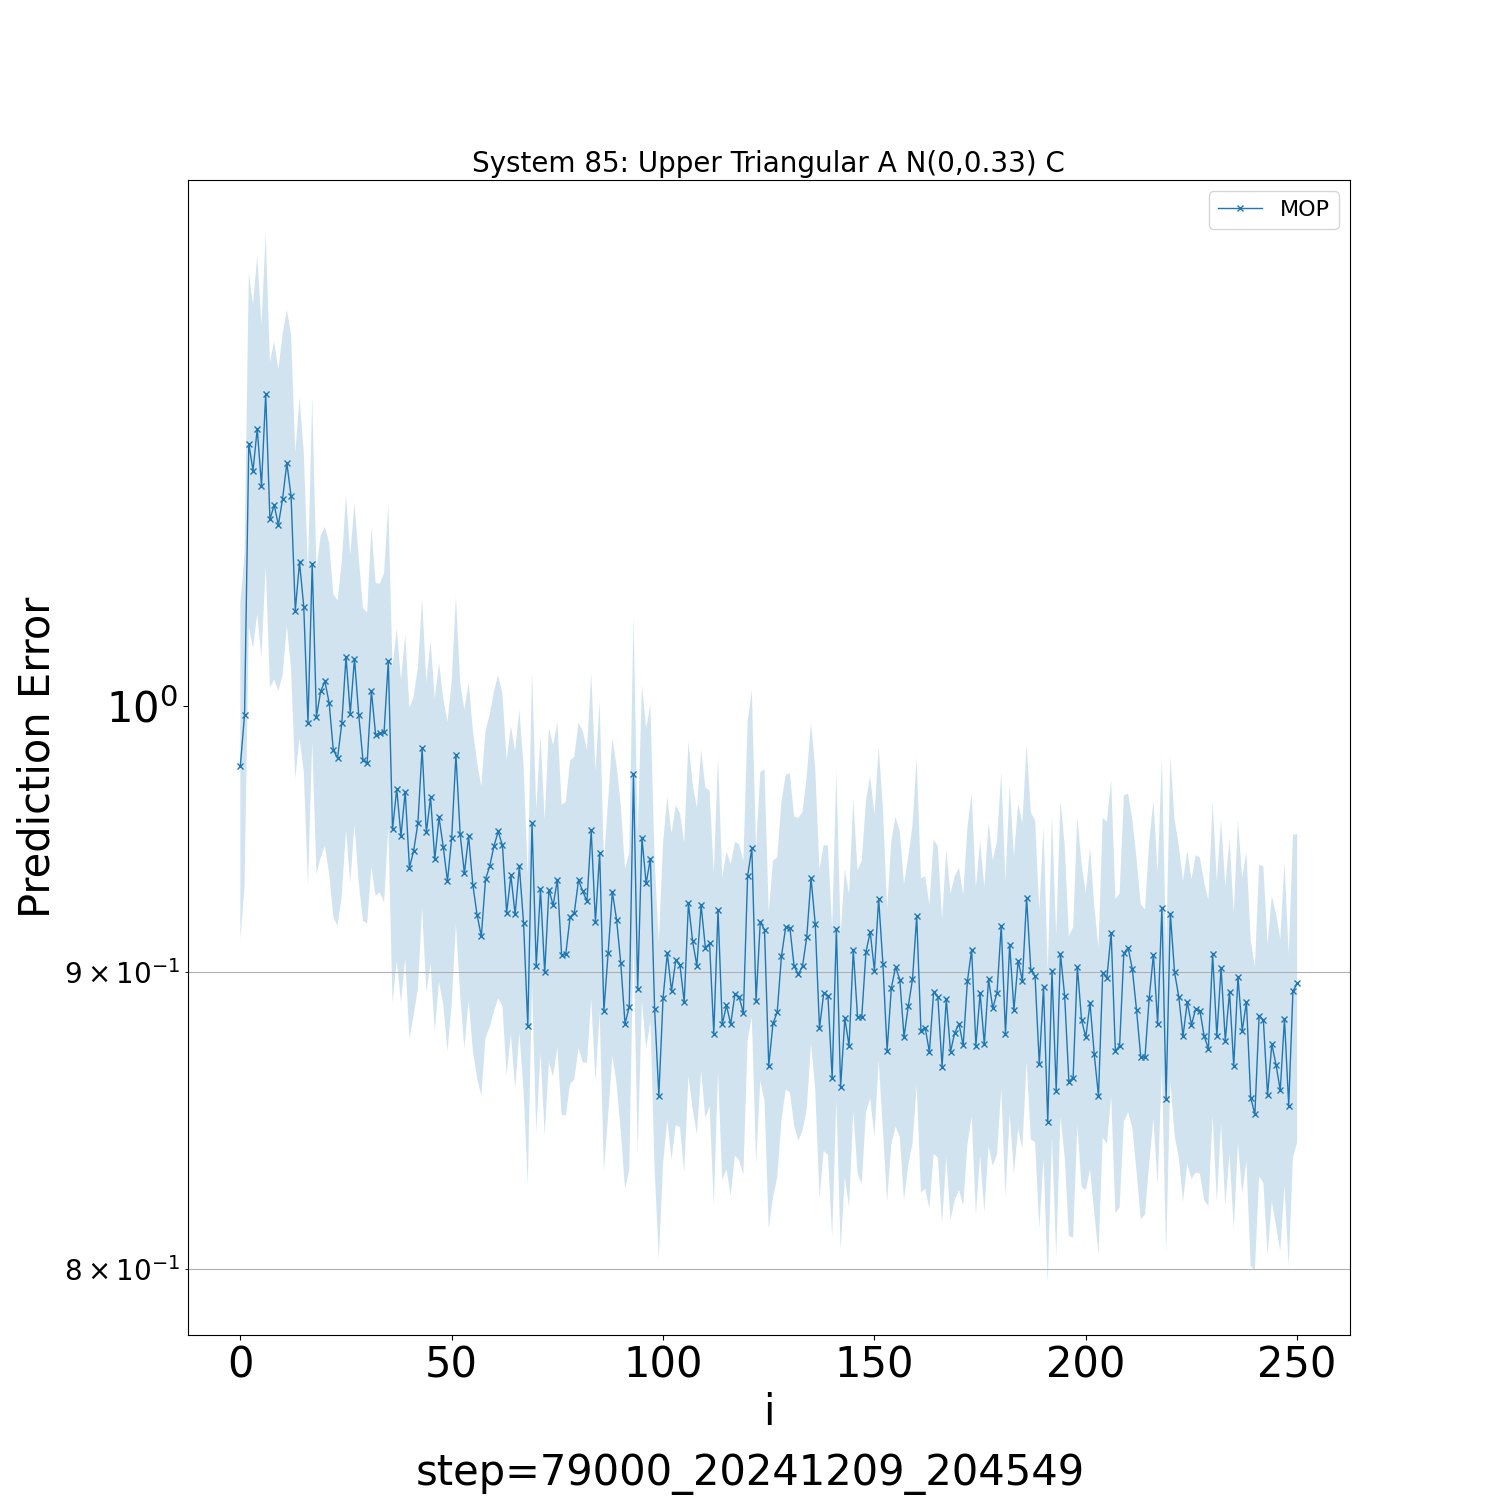 System 85: Upper Triangular A N(0,0.33) C
MOP
Prediction Error
10⁰
9 × 10⁻¹
8 × 10⁻¹
0 50 100 150 200 250
i
step=79000_20241209_204549